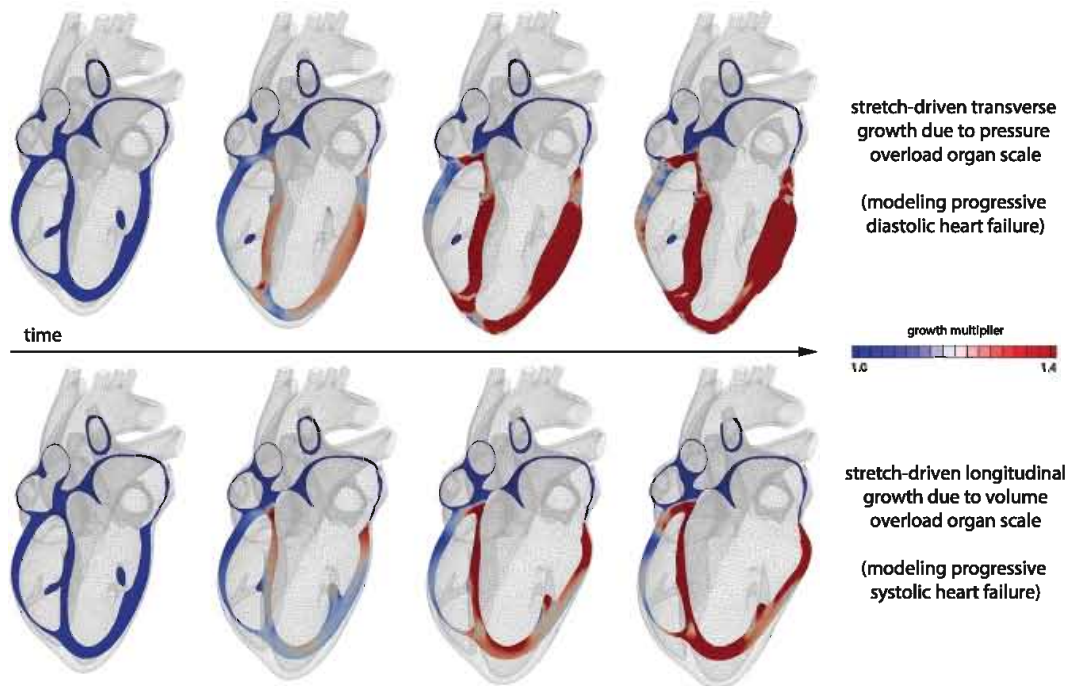 stretch-driven transverse
growth due to pressure
overload organ scale
(modeling progressive
diastolic heart failure)
time
growth multiplier
1.0
1.4
stretch-driven longitudinal
growth due to volume
overload organ scale
(modeling progressive
systolic heart failure)